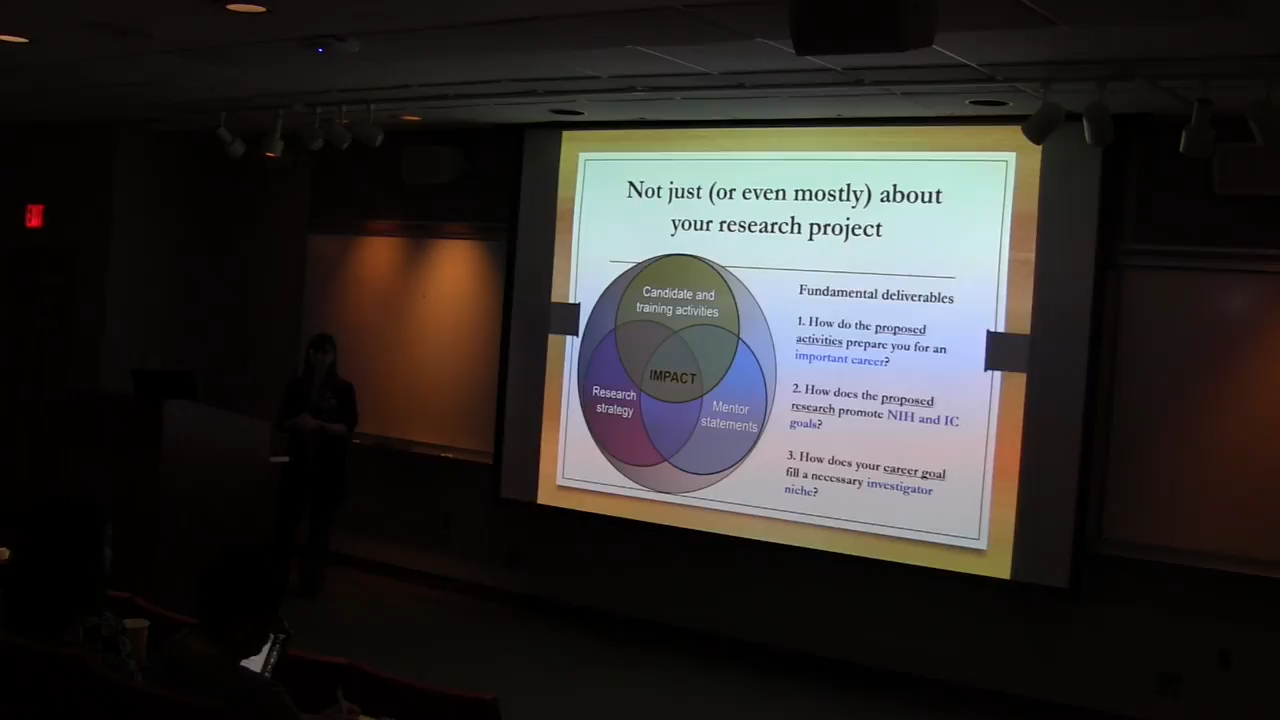 EXIT
Not just (or even mostly) about
your research project
Candidate and
training activities
IMPACT
Research
strategy
Mentor
statements
Fundamental deliverables
1. How do the proposed
activities prepare you for an
important career?
2. How does the proposed
research promote NIH and IC
goals?
3. How does your career goal
fill a necessary investigator
niche?